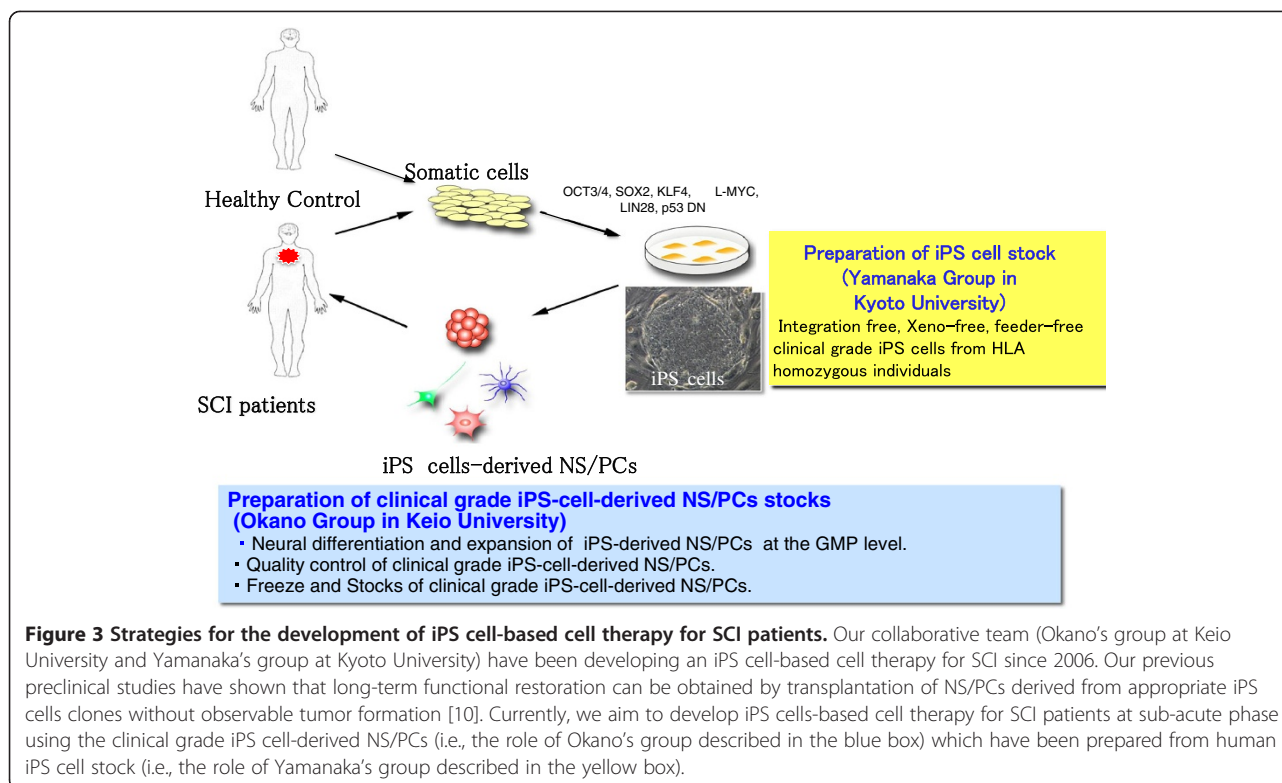 Healthy Control
Somatic cells
OCT3/4, SOX2, KLF4, L-MYC,
LIN28, p53 DN
SCI patients
iPS cells
iPS cells-derived NS/PCs
Preparation of iPS cell stock
(Yamanaka Group in
Kyoto University)
Integration free, Xeno-free, feeder-free
clinical grade iPS cells from HLA
homozygous individuals
Preparation of clinical grade iPS-cell-derived NS/PCs stocks
(Okano Group in Keio University)
▪ Neural differentiation and expansion of iPS-derived NS/PCs at the GMP level.
▪ Quality control of clinical grade iPS-cell-derived NS/PCs.
▪ Freeze and Stocks of clinical grade iPS-cell-derived NS/PCs.
Figure 3 Strategies for the development of iPS cell-based cell therapy for SCI patients. Our collaborative team (Okano's group at Keio
University and Yamanaka's group at Kyoto University) have been developing an iPS cell-based cell therapy for SCI since 2006. Our previous
preclinical studies have shown that long-term functional restoration can be obtained by transplantation of NS/PCs derived from appropriate iPS
cells clones without observable tumor formation [10]. Currently, we aim to develop iPS cells-based cell therapy for SCI patients at sub-acute phase
using the clinical grade iPS cell-derived NS/PCs (i.e., the role of Okano's group described in the blue box) which have been prepared from human
iPS cell stock (i.e., the role of Yamanaka's group described in the yellow box).